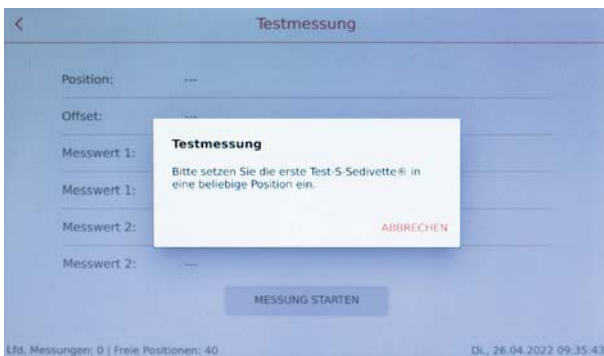 Testmessung
Position: ---
Offset: ---
Messwert 1:
Messwert 1:
Messwert 2:
Messwert 2: ---
Testmessung
Bitte setzen Sie die erste Test-S-Sedivette® in
eine beliebige Position ein.
ABBRECHEN
MESSUNG STARTEN
Lfd. Messungen: 0 | Freie Positionen: 40
Di., 26.04.2022 09:35:43